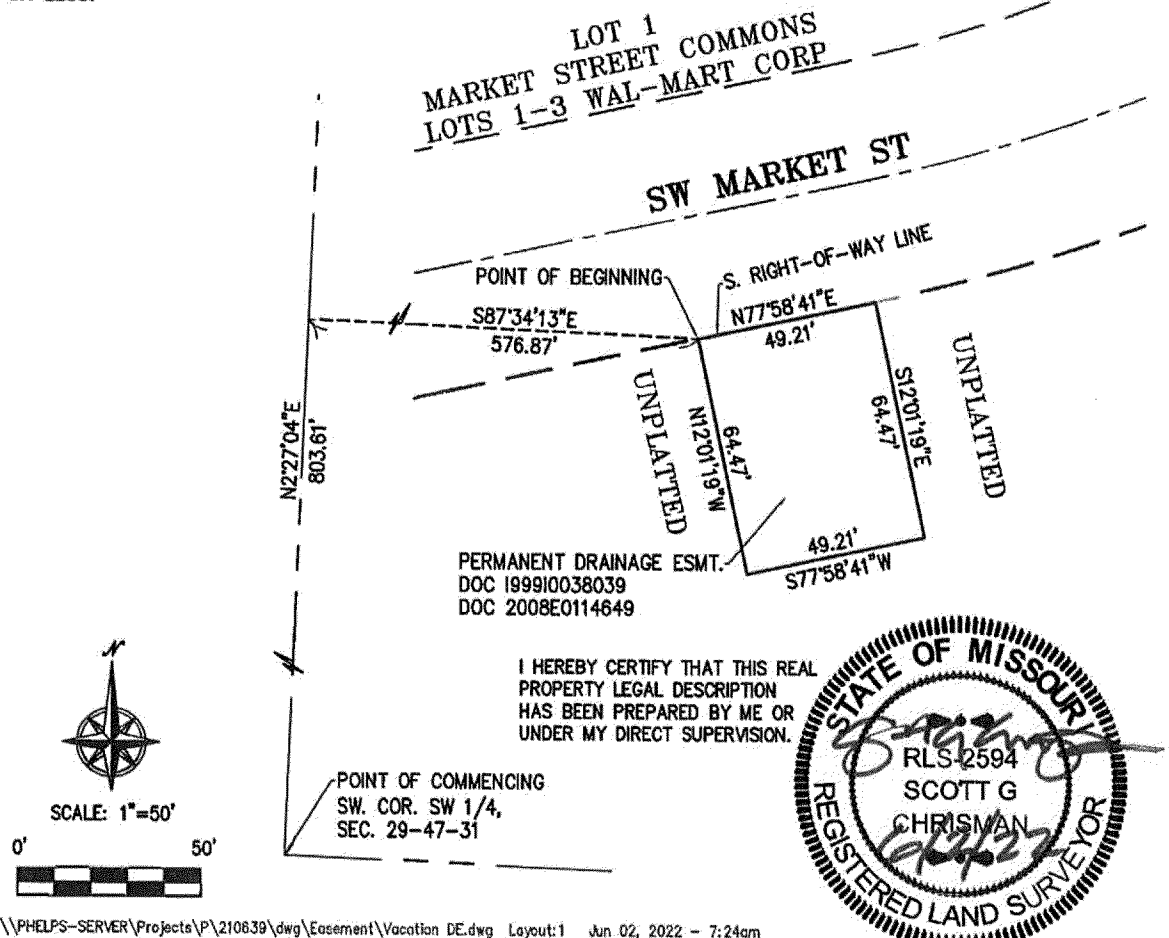 LOT 1
MARKET STREET COMMONS
LOTS 1-3 WAL-MART CORP
SW MARKET ST
POINT OF BEGINNING
S. RIGHT-OF-WAY LINE
S87°34'13"E
576.87'
N77°58'41"E
49.21'
N2°27'04"E
803.61'
UNPLATTED
N12°01'19"W
64.47'
S12°01'19"E
64.47'
UNPLATTED
49.21'
S77°58'41"W
PERMANENT DRAINAGE ESMT.
DOC I999I0038039
DOC 2008E0114649
I HEREBY CERTIFY THAT THIS REAL
PROPERTY LEGAL DESCRIPTION
HAS BEEN PREPARED BY ME OR
UNDER MY DIRECT SUPERVISION.
STATE OF MISSOURI
RLS-2594
SCOTT G
CHRISMAN
6/2/22
REGISTERED LAND SURVEYOR
N
SCALE: 1"=50'
0' 50'
POINT OF COMMENCING
SW. COR. SW 1/4,
SEC. 29-47-31
\\PHELPS-SERVER\Projects\P\210639\dwg\Easement\Vacation DE.dwg Layout:1 Jun 02, 2022 - 7:24am